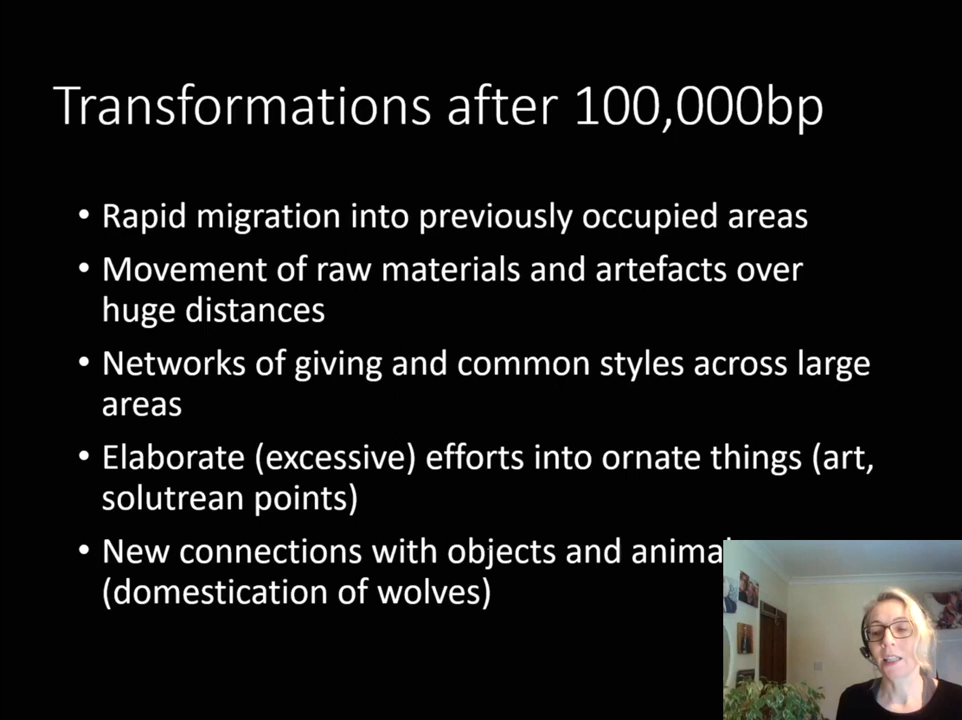 Transformations after 100,000bp
• Rapid migration into previously occupied areas
• Movement of raw materials and artefacts over
huge distances
• Networks of giving and common styles across large
areas
• Elaborate (excessive) efforts into ornate things (art,
solutrean points)
• New connections with objects and
(domestication of wolves)